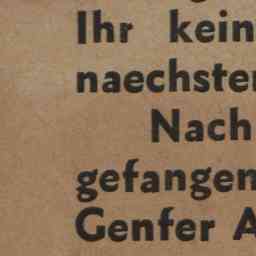 Ihr kein
naechsten
Nach
gefangen
Genfer A